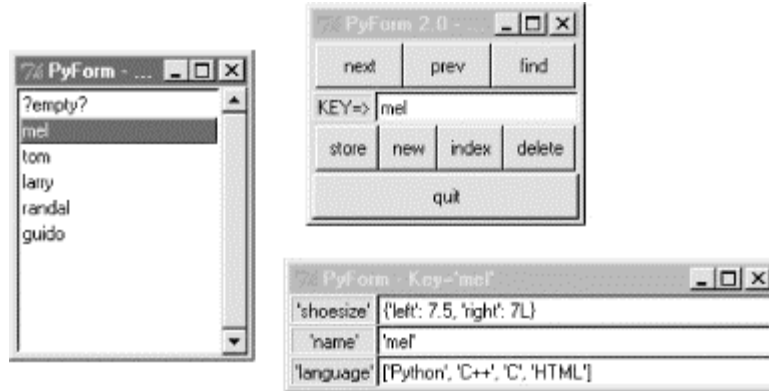 PyForm - ...
?empty?
mel
tom
larry
randal
guido
PyForm 2.0 - ...
next prev find
KEY=> mel
store new index delete
quit
PyForm - Key='mel'
'shoesize' {'left': 7.5, 'right': 7L}
'name' 'mel'
'language' ['Python', 'C++', 'C', 'HTML']